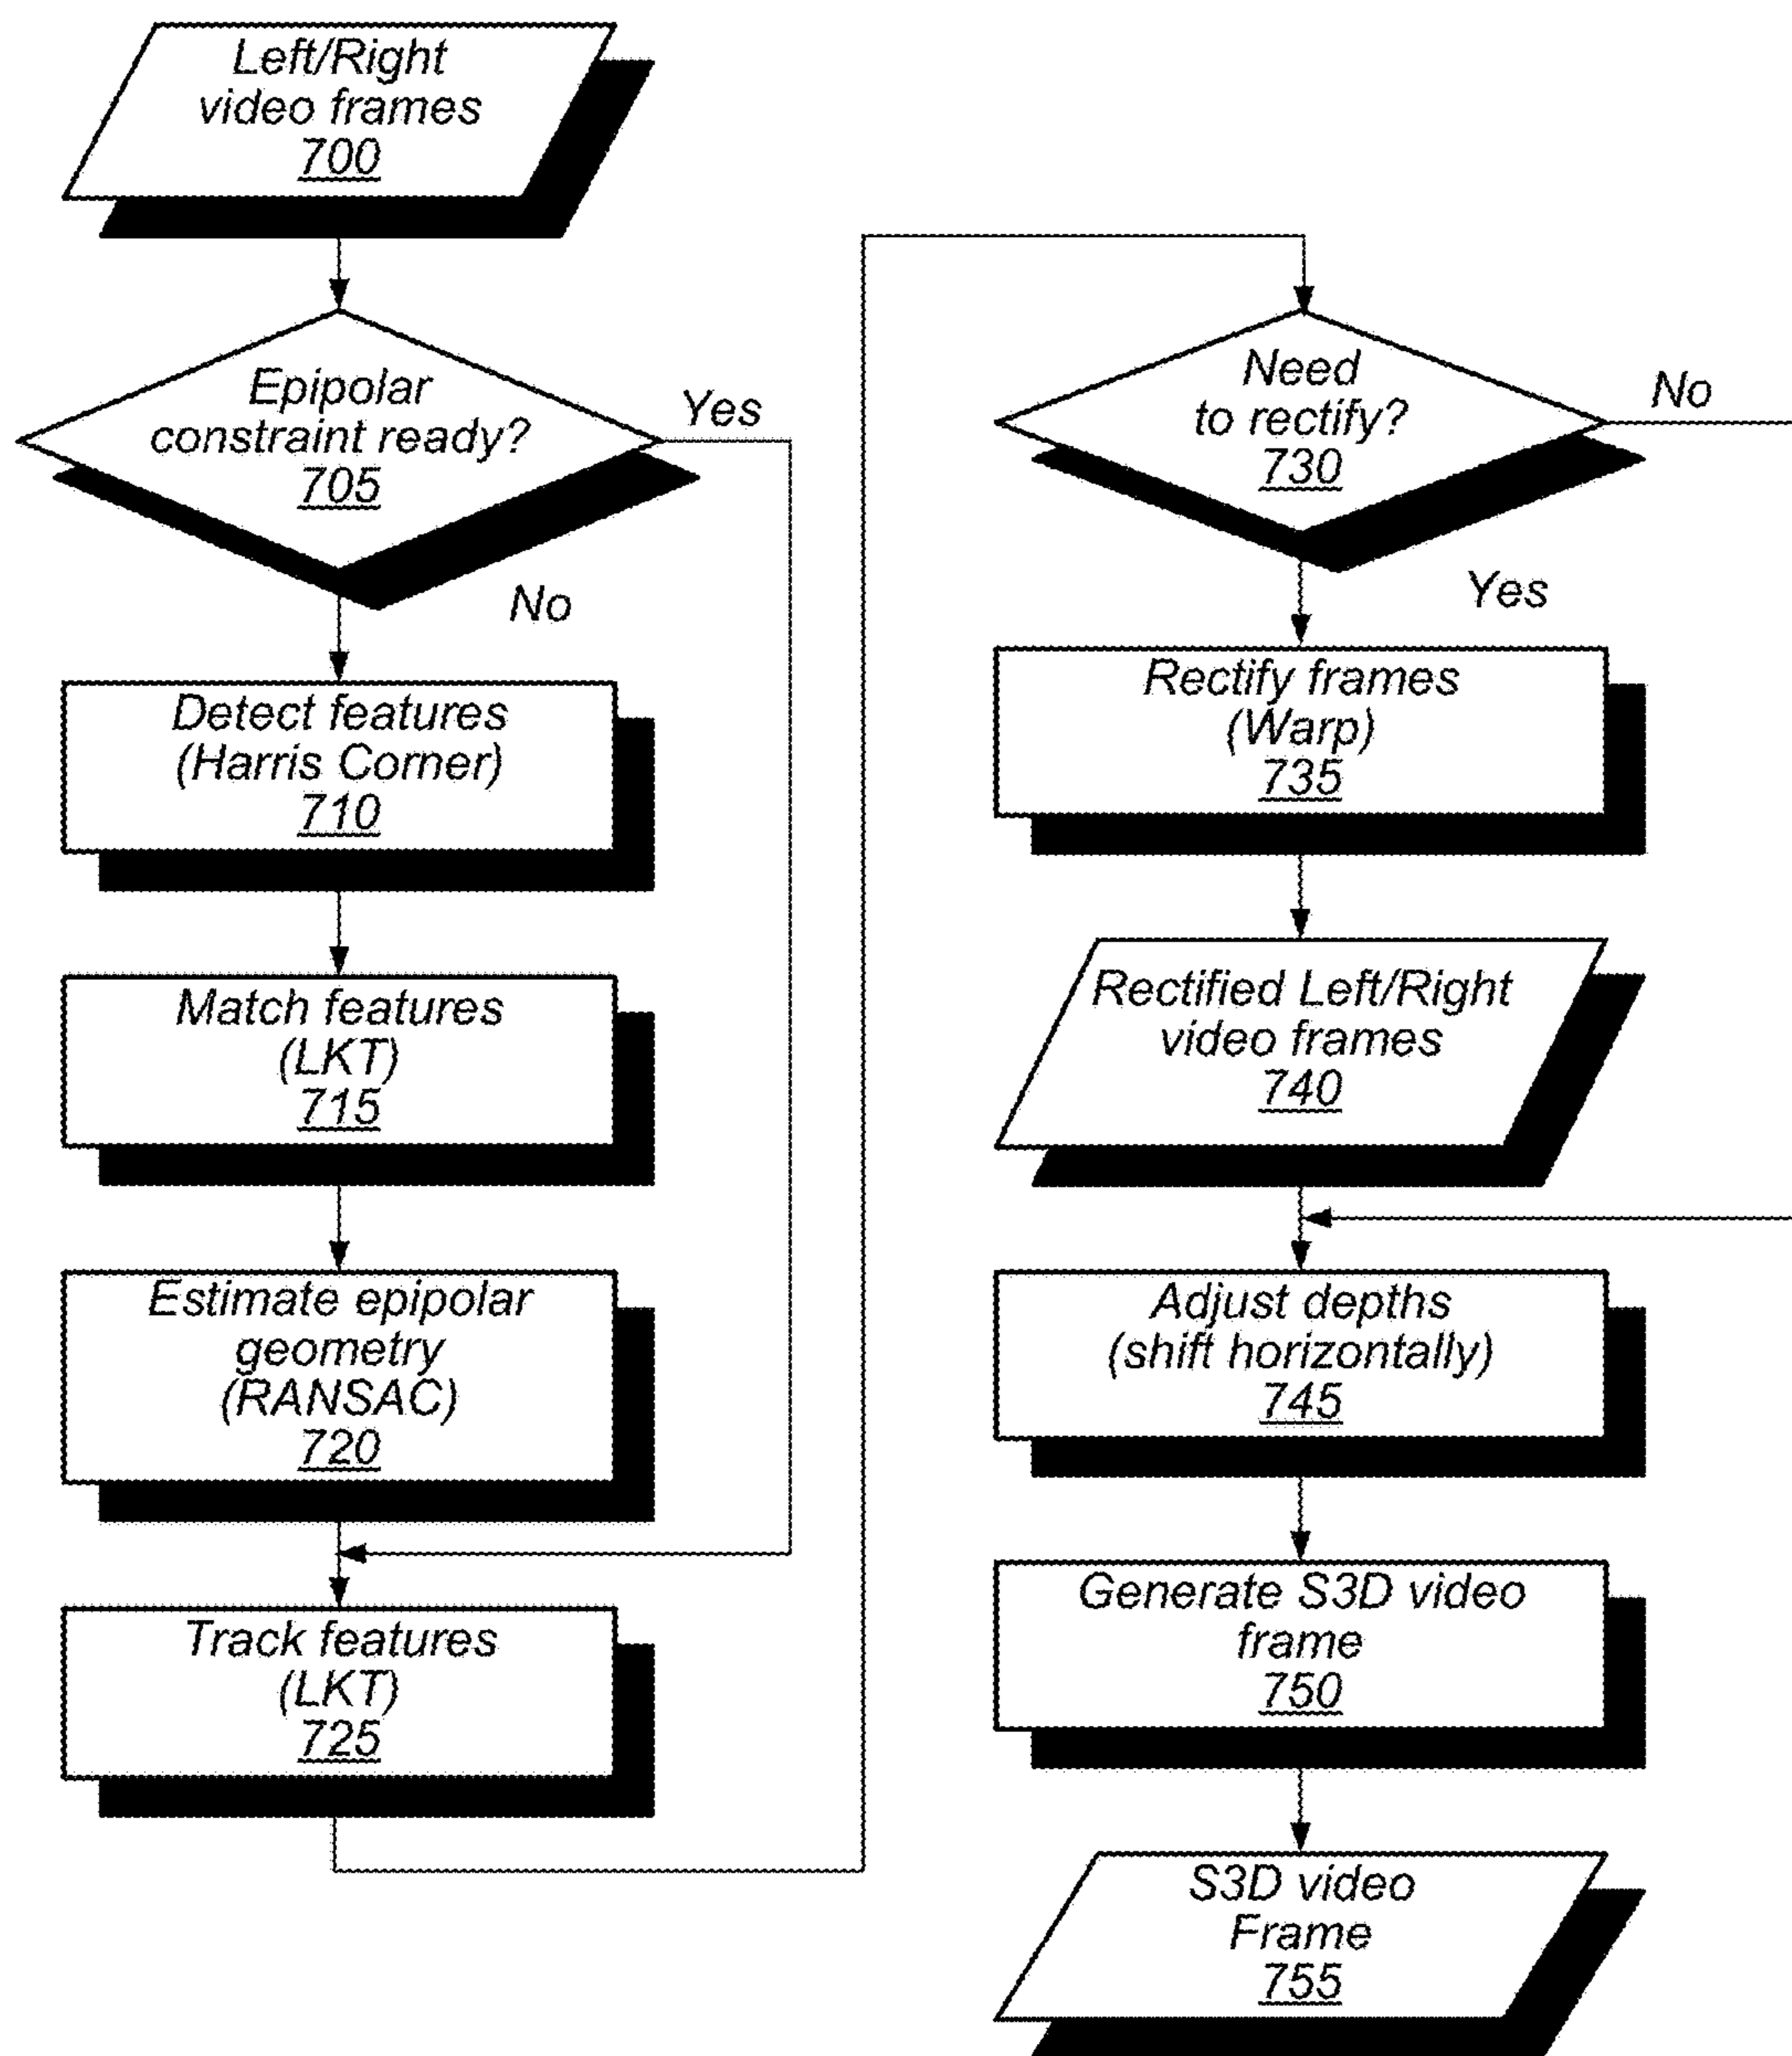 Left/Right
video frames
700
Epipolar
constraint ready?
705
Yes
No
Detect features
(Harris Corner)
710
Match features
(LKT)
715
Estimate epipolar
geometry
(RANSAC)
720
Track features
(LKT)
725
Need
to rectify?
730
No
Yes
Rectify frames
(Warp)
735
Rectified Left/Right
video frames
740
Adjust depths
(shift horizontally)
745
Generate S3D video
frame
750
S3D video
Frame
755